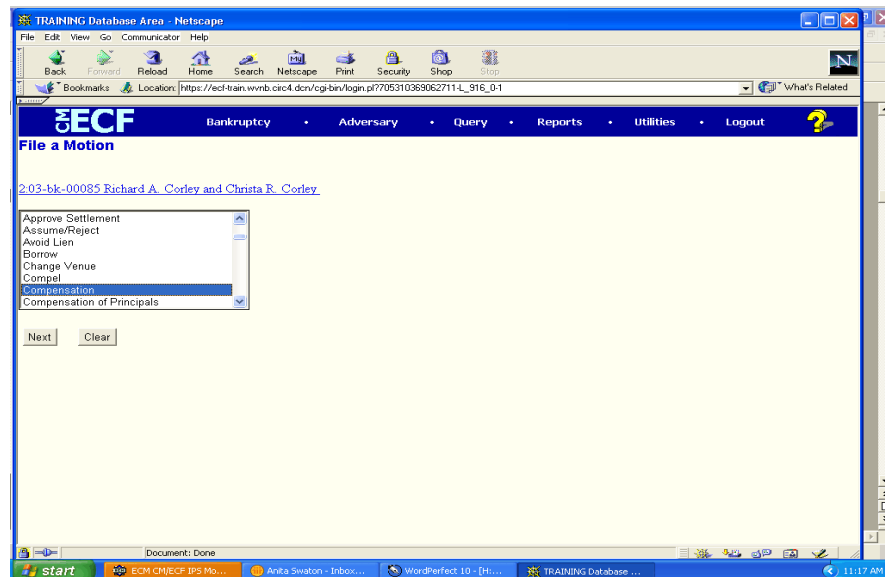 TRAINING Database Area - Netscape
File Edit View Go Communicator Help
Back Forward Reload Home Search Netscape Print Security Shop Stop
Bookmarks Location: https://ecf-train.wvnb.circ4.dcn/cgi-bin/login.pl?705310369062711-L_916_0-1 What's Related
CM ECF Bankruptcy • Adversary • Query • Reports • Utilities • Logout ?
File a Motion
2:03-bk-00085 Richard A. Corley and Christa R. Corley
Approve Settlement
Assume/Reject
Avoid Lien
Borrow
Change Venue
Compel
Compensation
Compensation of Principals
Next Clear
Document: Done
start ECM CM/ECF IPS Mo... Anita Swaton - Inbox... WordPerfect 10 - [H:... TRAINING Database ... 11:17 AM